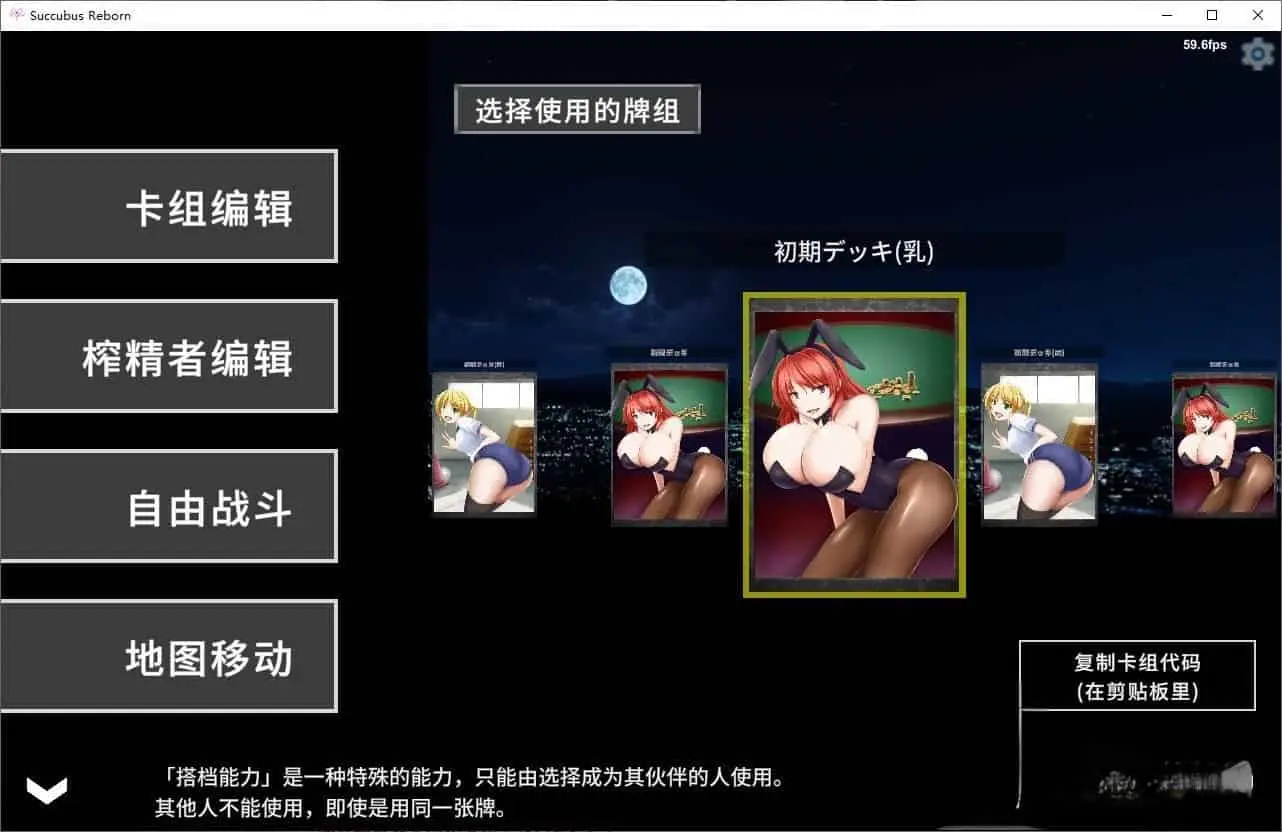 Succubus Reborn
59.6fps
选择使用的牌组
卡组编辑
榨精者编辑
自由战斗
地图移动
初期デッキ(乳)
复制卡组代码
(在剪贴板里)
「搭档能力」是一种特殊的能力，只能由选择成为其伙伴的人使用。
其他人不能使用，即使是用同一张牌。